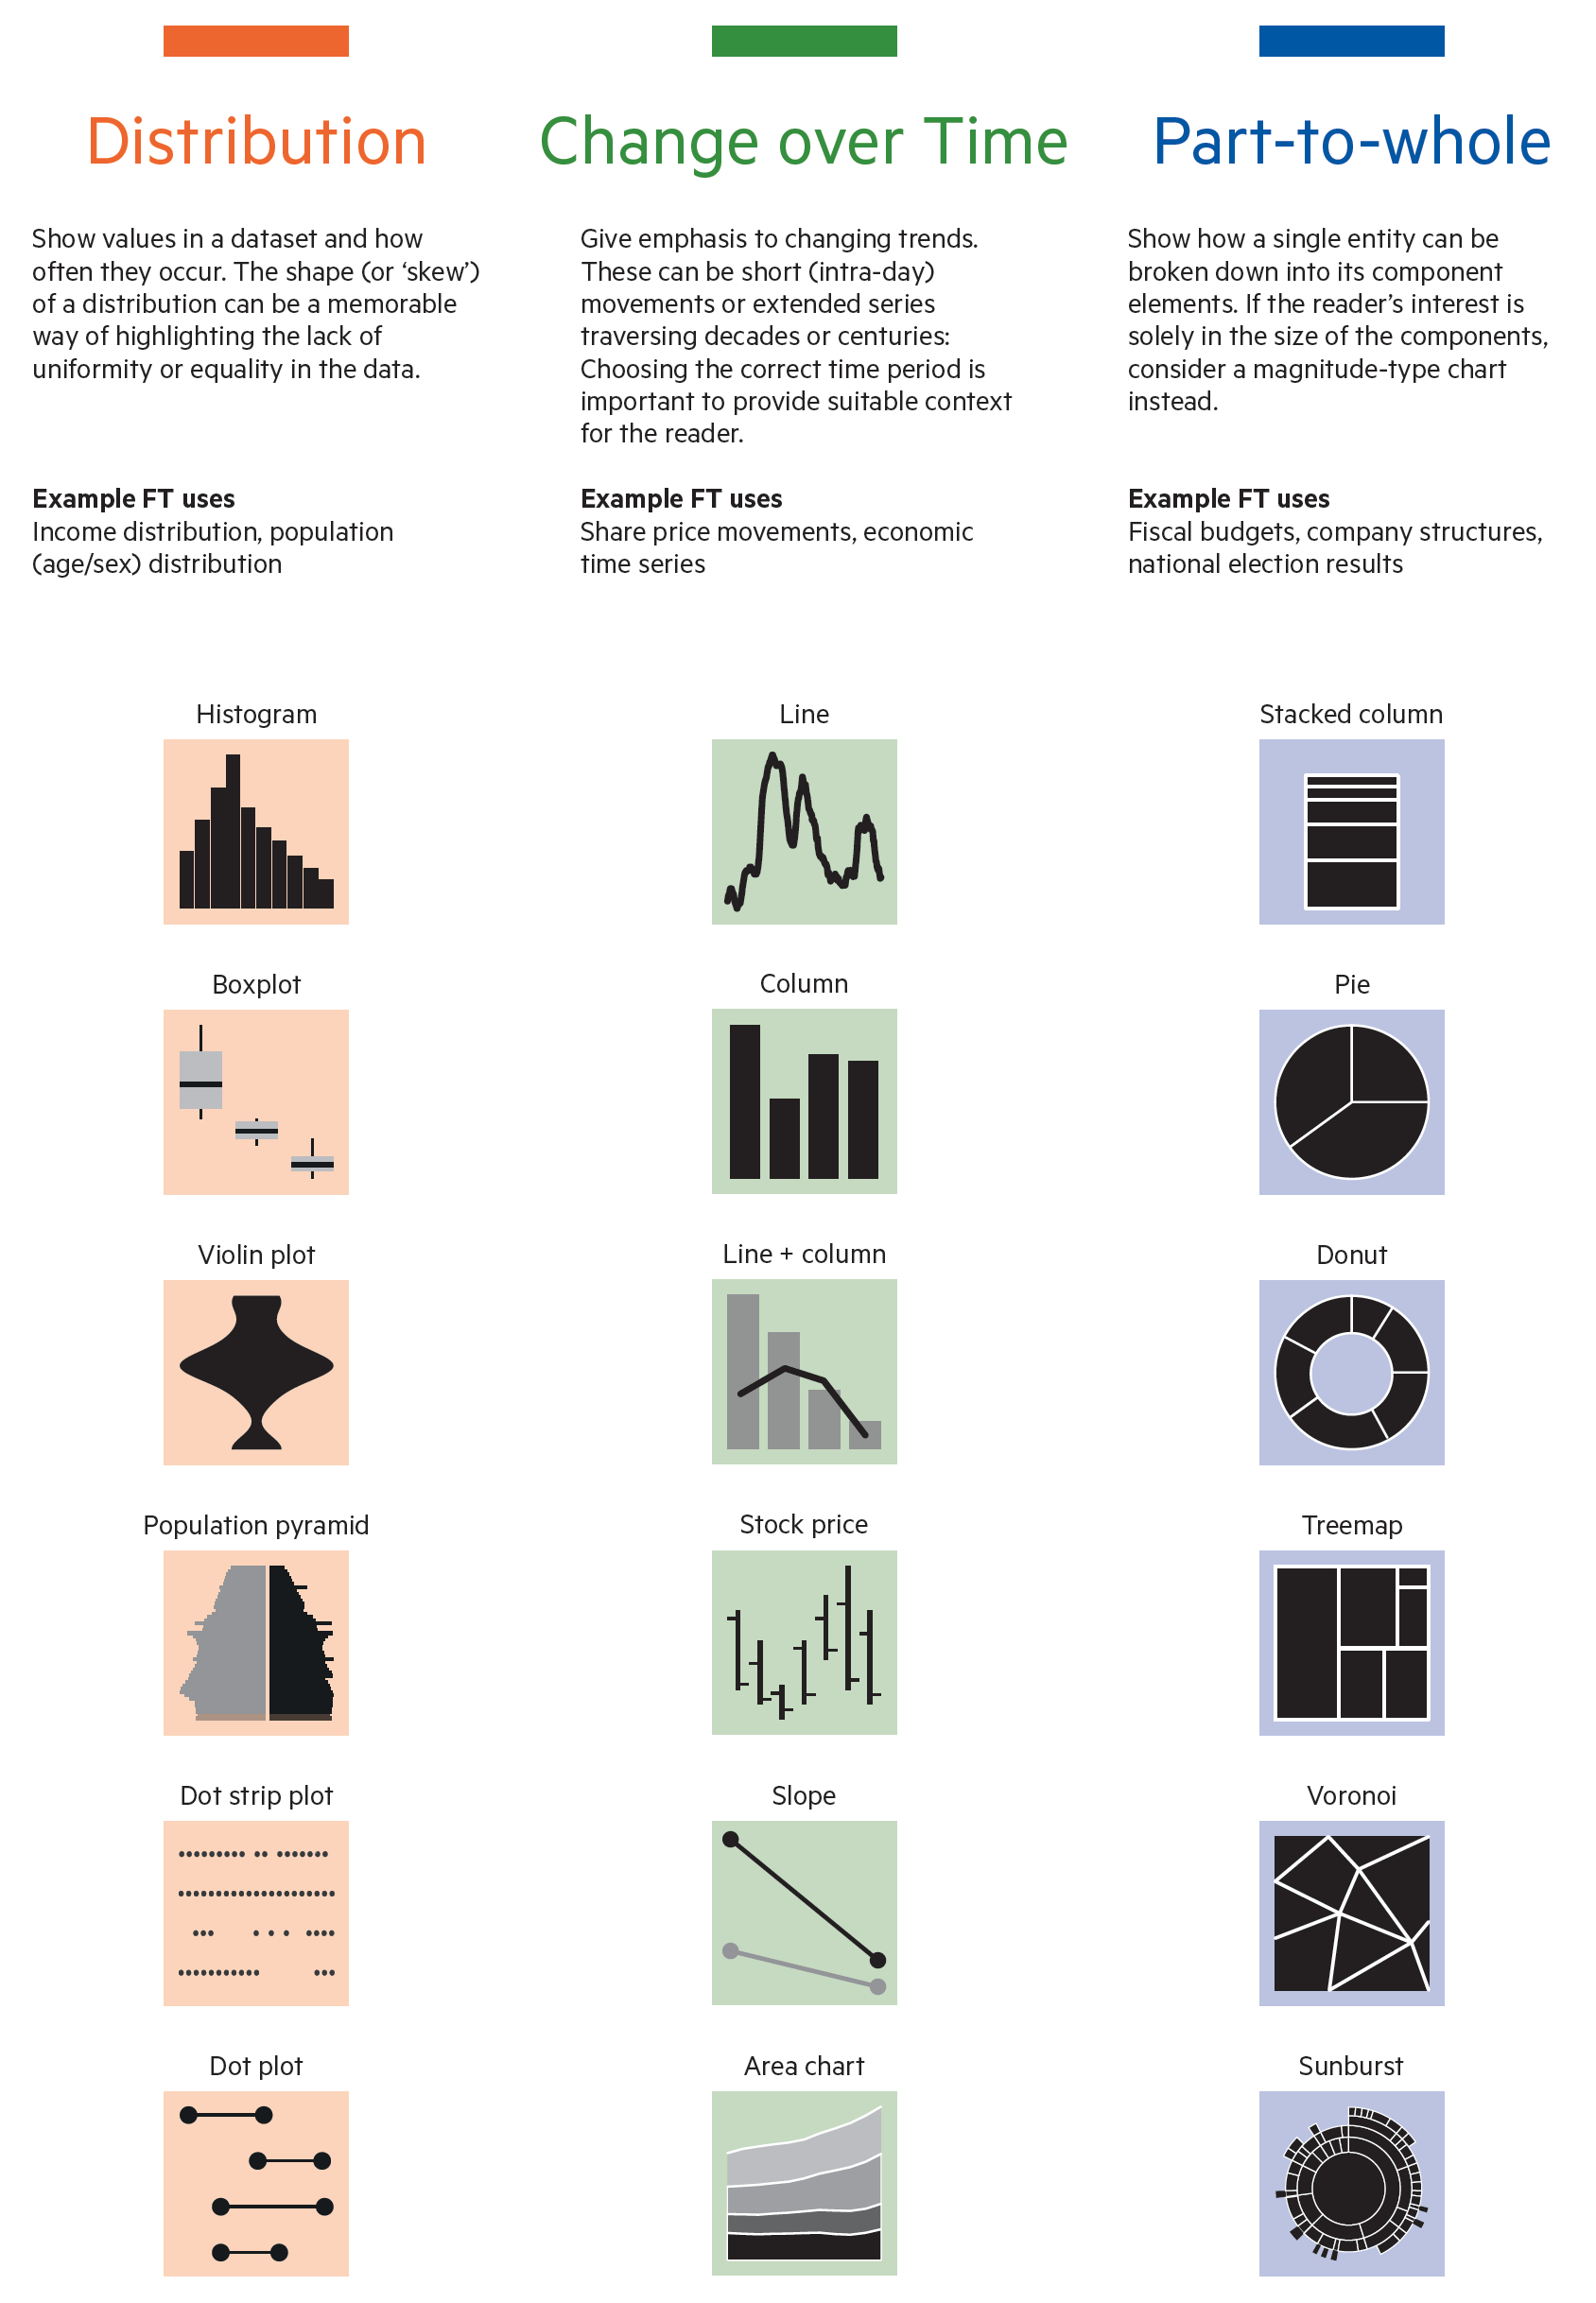 Distribution
Show values in a dataset and how
often they occur. The shape (or ‘skew’)
of a distribution can be a memorable
way of highlighting the lack of
uniformity or equality in the data.
Example FT uses
Income distribution, population
(age/sex) distribution
Histogram
Boxplot
Violin plot
Population pyramid
Dot strip plot
Dot plot
Change over Time
Give emphasis to changing trends.
These can be short (intra-day)
movements or extended series
traversing decades or centuries:
Choosing the correct time period is
important to provide suitable context
for the reader.
Example FT uses
Share price movements, economic
time series
Line
Column
Line + column
Stock price
Slope
Area chart
Part-to-whole
Show how a single entity can be
broken down into its component
elements. If the reader’s interest is
solely in the size of the components,
consider a magnitude-type chart
instead.
Example FT uses
Fiscal budgets, company structures,
national election results
Stacked column
Pie
Donut
Treemap
Voronoi
Sunburst